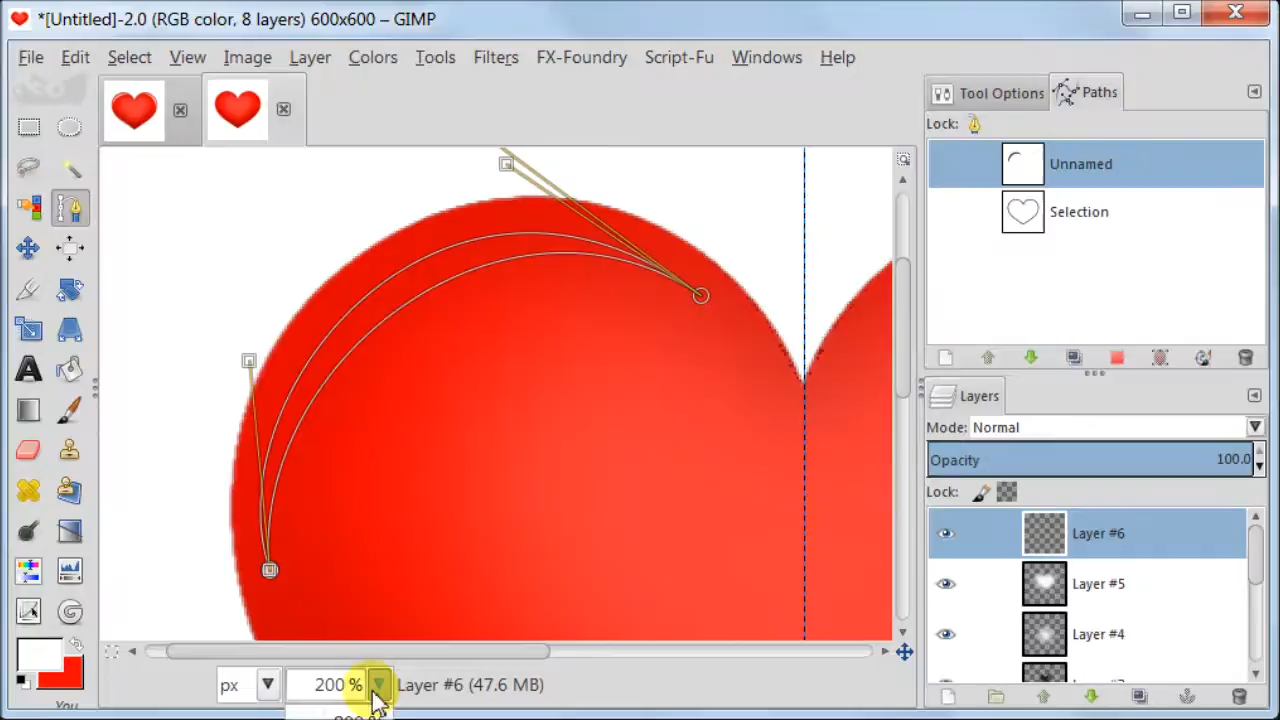 *[Untitled]-2.0 (RGB color, 8 layers) 600x600 – GIMP
File Edit Select View Image Layer Colors Tools Filters FX-Foundry Script-Fu Windows Help
Tool Options Paths
Lock:
Unnamed
Selection
Layers
Mode: Normal
Opacity 100.0
Lock:
Layer #6
Layer #5
Layer #4
px 200 % Layer #6 (47.6 MB)
You